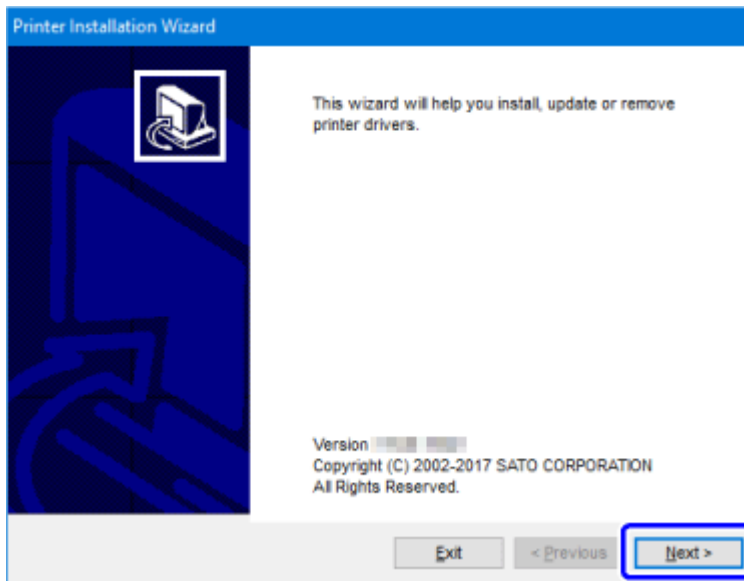 Printer Installation Wizard
This wizard will help you install, update or remove
printer drivers.
Version
Copyright (C) 2002-2017 SATO CORPORATION
All Rights Reserved.
Exit < Previous Next >